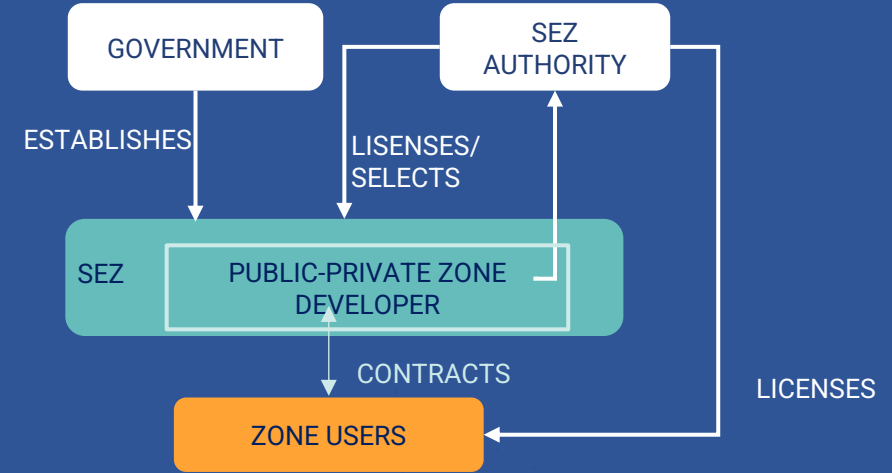 GOVERNMENT
SEZ
AUTHORITY
ESTABLISHES
LISENSES/
SELECTS
SEZ
PUBLIC-PRIVATE ZONE
DEVELOPER
CONTRACTS
LICENSES
ZONE USERS